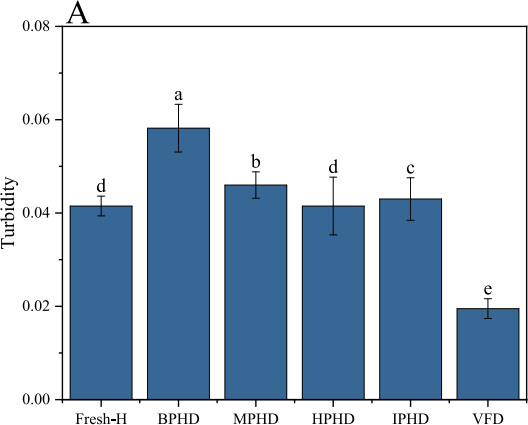 A
0.08
0.06
0.04
0.02
0.00
Turbidity
d
a
b
d
c
e
Fresh-H BPHD MPHD HPHD IPHD VFD